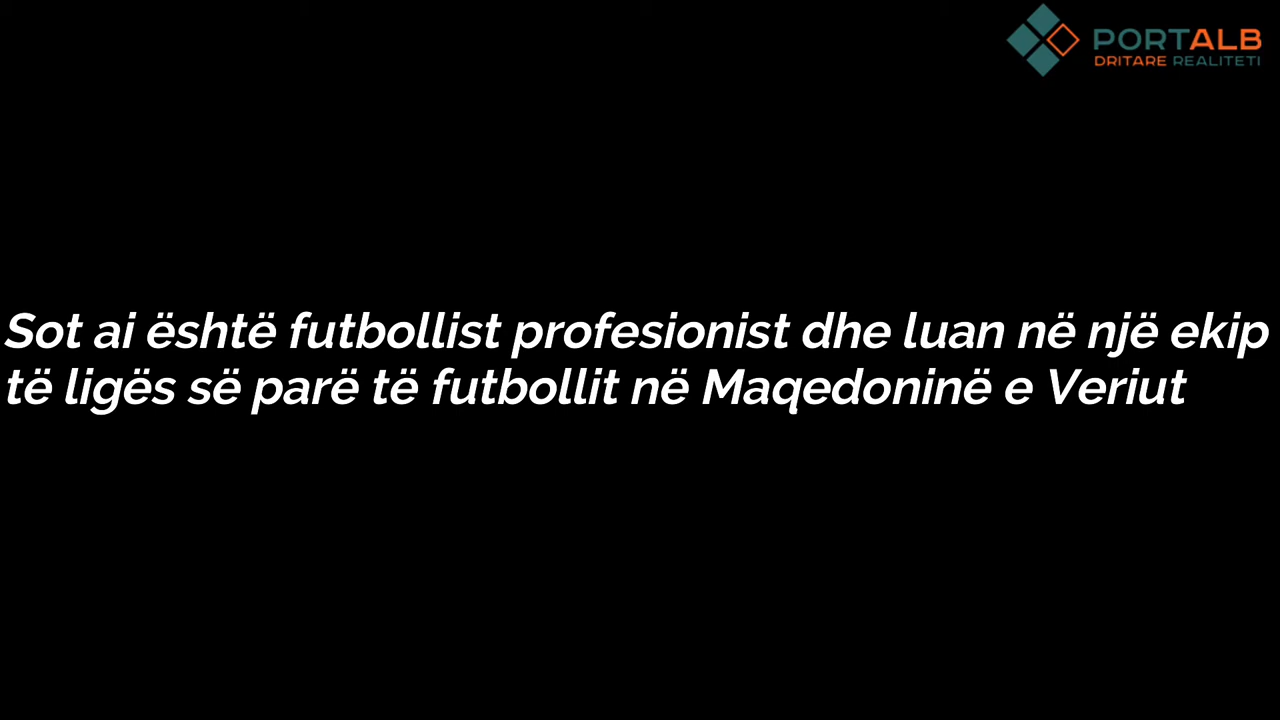 PORTALB
DRITARE REALITETI
Sot ai është futbollist profesionist dhe luan në një ekip
të ligës së parë të futbollit në Maqedoninë e Veriut